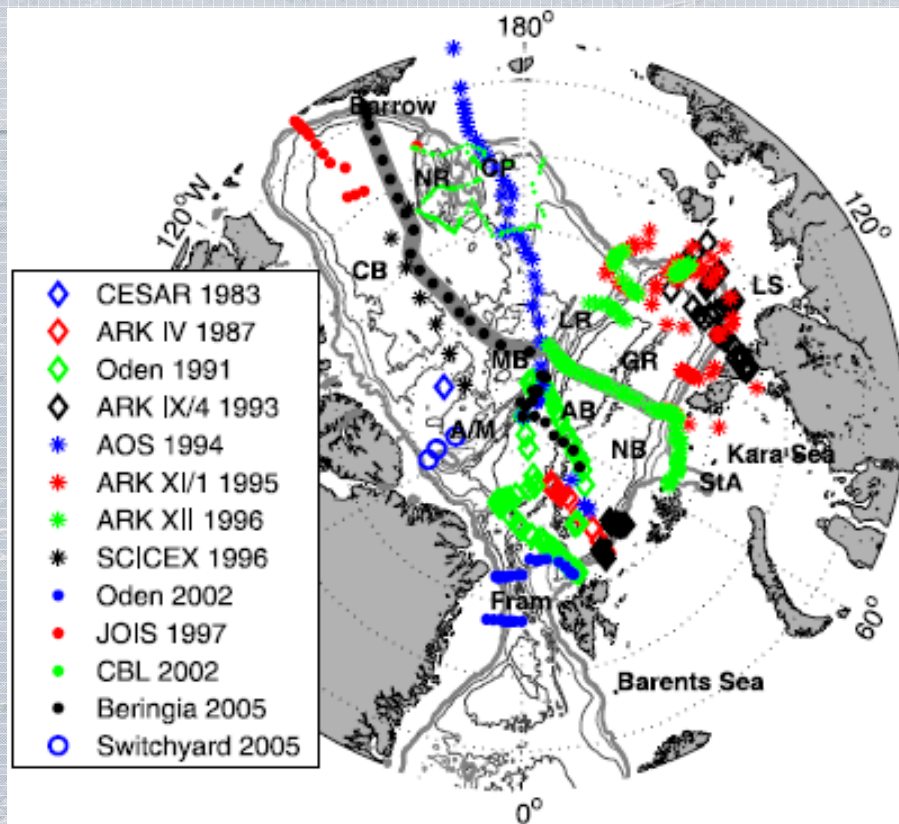 180°
Barrow
NR
CP
120°W
120°
CB
LS
LR
MB
GR
A/M
AB
NB
Kara Sea
StA
Fram
60°
Barents Sea
0°
CESAR 1983
ARK IV 1987
Oden 1991
ARK IX/4 1993
AOS 1994
ARK XI/1 1995
ARK XII 1996
SCICEX 1996
Oden 2002
JOIS 1997
CBL 2002
Beringia 2005
Switchyard 2005